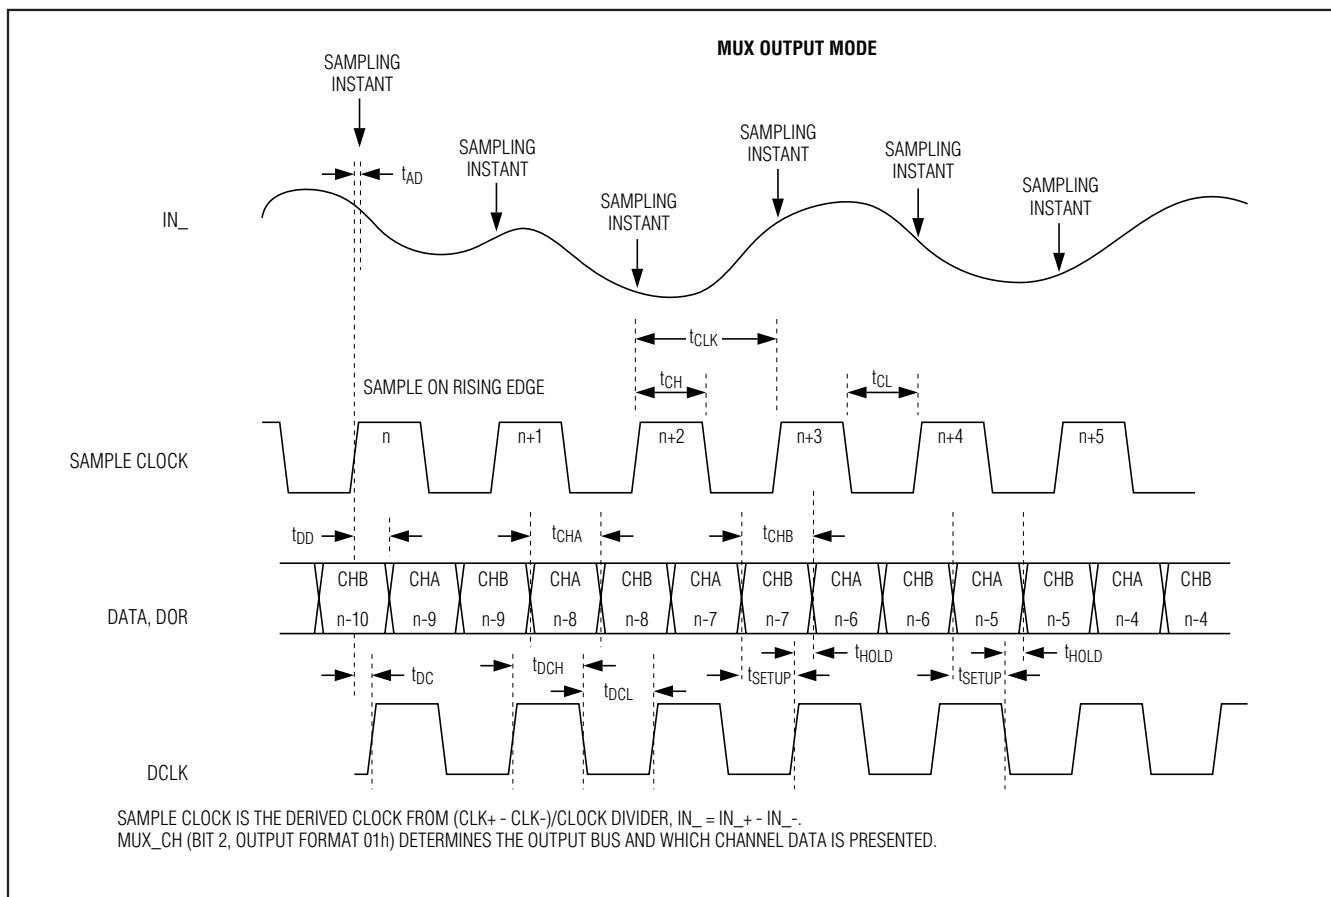 MUX OUTPUT MODE
SAMPLING
INSTANT
SAMPLING
INSTANT
SAMPLING
INSTANT
SAMPLING
INSTANT
SAMPLING
INSTANT
SAMPLING
INSTANT
tAD
IN_
tCLK
tCH
tCL
SAMPLE ON RISING EDGE
n
n+1
n+2
n+3
n+4
n+5
SAMPLE CLOCK
tDD
tCHA
tCHB
CHB CHA CHB CHA CHB CHA CHB CHA CHB CHA CHB CHA CHB
DATA, DOR
n-10 n-9 n-9 n-8 n-8 n-7 n-7 n-6 n-6 n-5 n-5 n-4 n-4
tDC
tDCH
tDCL
tSETUP
tHOLD
tSETUP
tHOLD
DCLK
SAMPLE CLOCK IS THE DERIVED CLOCK FROM (CLK+ - CLK-)/CLOCK DIVIDER, IN_ = IN_+ - IN_-.
MUX_CH (BIT 2, OUTPUT FORMAT 01h) DETERMINES THE OUTPUT BUS AND WHICH CHANNEL DATA IS PRESENTED.